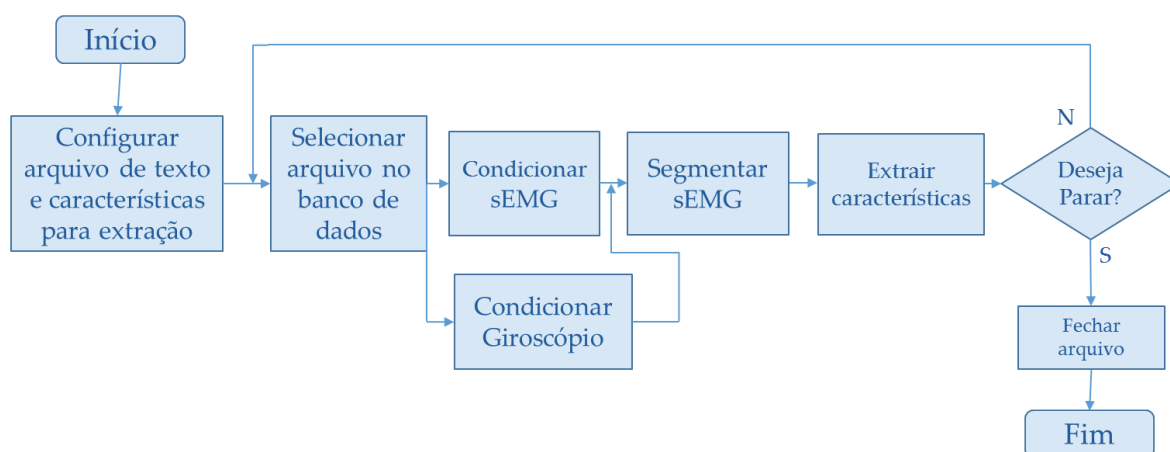 Início
Configurar
arquivo de texto
e características
para extração
Selecionar
arquivo no
banco de
dados
Condicionar
sEMG
Condicionar
Giroscópio
Segmentar
sEMG
Extrair
características
N
Deseja
Parar?
S
Fechar
arquivo
Fim